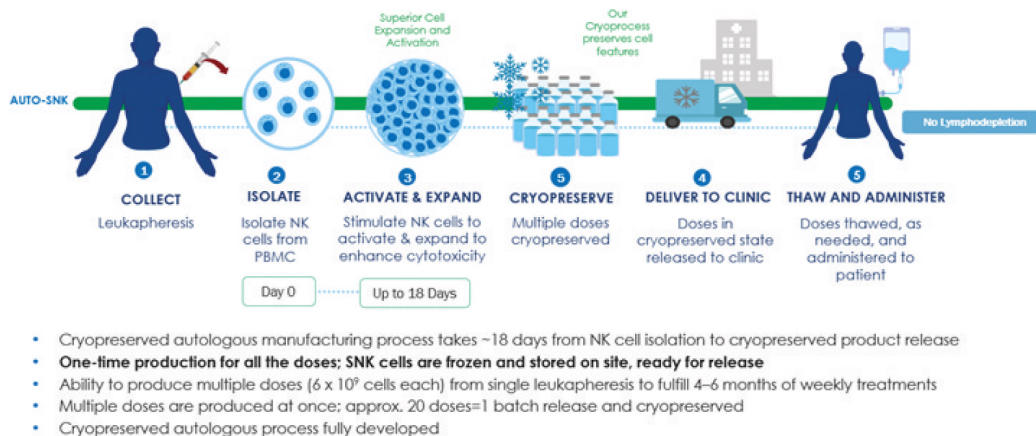 Superior Cell
Expansion and
Activation
Our
Cryoprocess
preserves cell
features
AUTO-SNK
No Lymphodepletion
1
COLLECT
Leukapheresis
2
ISOLATE
Isolate NK
cells from
PBMC
3
ACTIVATE & EXPAND
Stimulate NK cells to
activate & expand to
enhance cytotoxicity
5
CRYOPRESERVE
Multiple doses
cryopreserved
4
DELIVER TO CLINIC
Doses in
cryopreserved state
released to clinic
5
THAW AND ADMINISTER
Doses thawed, as
needed, and
administered to
patient
Day 0
Up to 18 Days
• Cryopreserved autologous manufacturing process takes ~18 days from NK cell isolation to cryopreserved product release
• One-time production for all the doses; SNK cells are frozen and stored on site, ready for release
• Ability to produce multiple doses (6 x 10⁹ cells each) from single leukapheresis to fulfill 4–6 months of weekly treatments
• Multiple doses are produced at once; approx. 20 doses=1 batch release and cryopreserved
• Cryopreserved autologous process fully developed